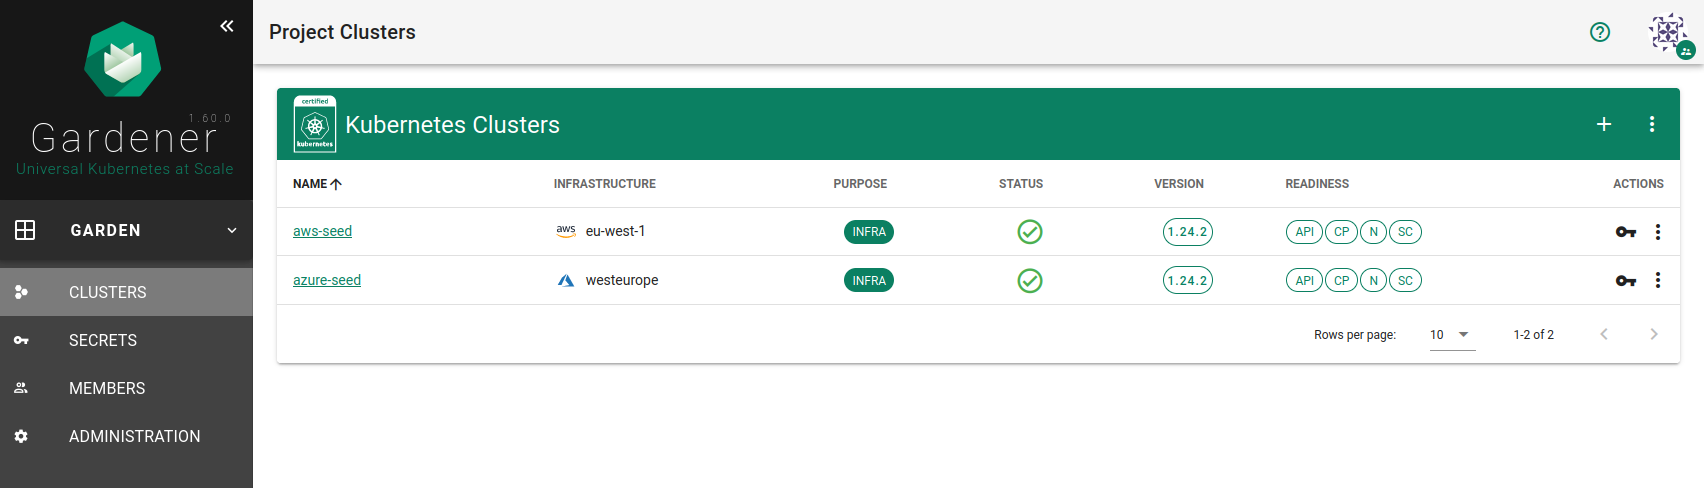 Project Clusters
1.60.0
Gardener
Universal Kubernetes at Scale
GARDEN
CLUSTERS
SECRETS
MEMBERS
ADMINISTRATION
certified
kubernetes
Kubernetes Clusters
NAME INFRASTRUCTURE PURPOSE STATUS VERSION READINESS ACTIONS
aws-seed aws eu-west-1 INFRA 1.24.2 API CP N SC
azure-seed westeurope INFRA 1.24.2 API CP N SC
Rows per page: 10 1-2 of 2